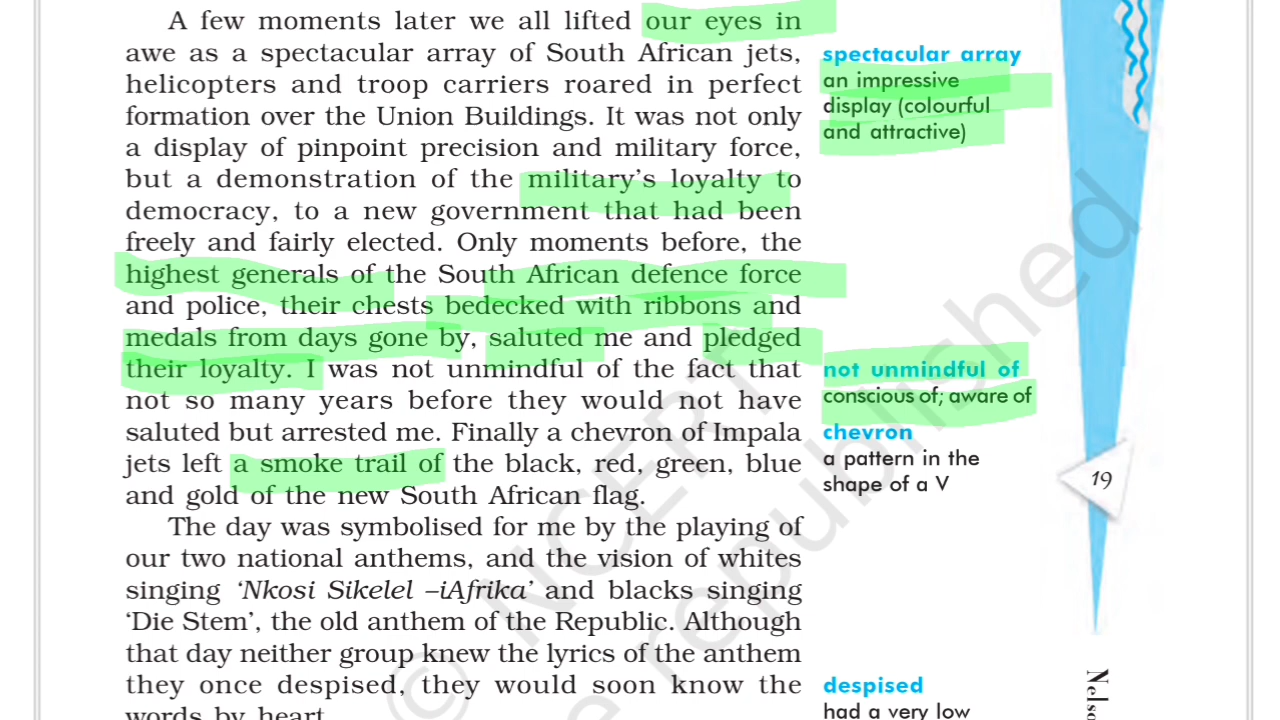 A few moments later we all lifted our eyes in
awe as a spectacular array of South African jets,
helicopters and troop carriers roared in perfect
formation over the Union Buildings. It was not only
a display of pinpoint precision and military force,
but a demonstration of the military’s loyalty to
democracy, to a new government that had been
freely and fairly elected. Only moments before, the
highest generals of the South African defence force
and police, their chests bedecked with ribbons and
medals from days gone by, saluted me and pledged
their loyalty. I was not unmindful of the fact that
not so many years before they would not have
saluted but arrested me. Finally a chevron of Impala
jets left a smoke trail of the black, red, green, blue
and gold of the new South African flag.
The day was symbolised for me by the playing of
our two national anthems, and the vision of whites
singing ‘Nkosi Sikelel –iAfrika’ and blacks singing
‘Die Stem’, the old anthem of the Republic. Although
that day neither group knew the lyrics of the anthem
they once despised, they would soon know the
words by heart.
spectacular array
an impressive
display (colourful
and attractive)
not unmindful of
conscious of; aware of
chevron
a pattern in the
shape of a V
despised
had a very low
19
© NCERT
republished